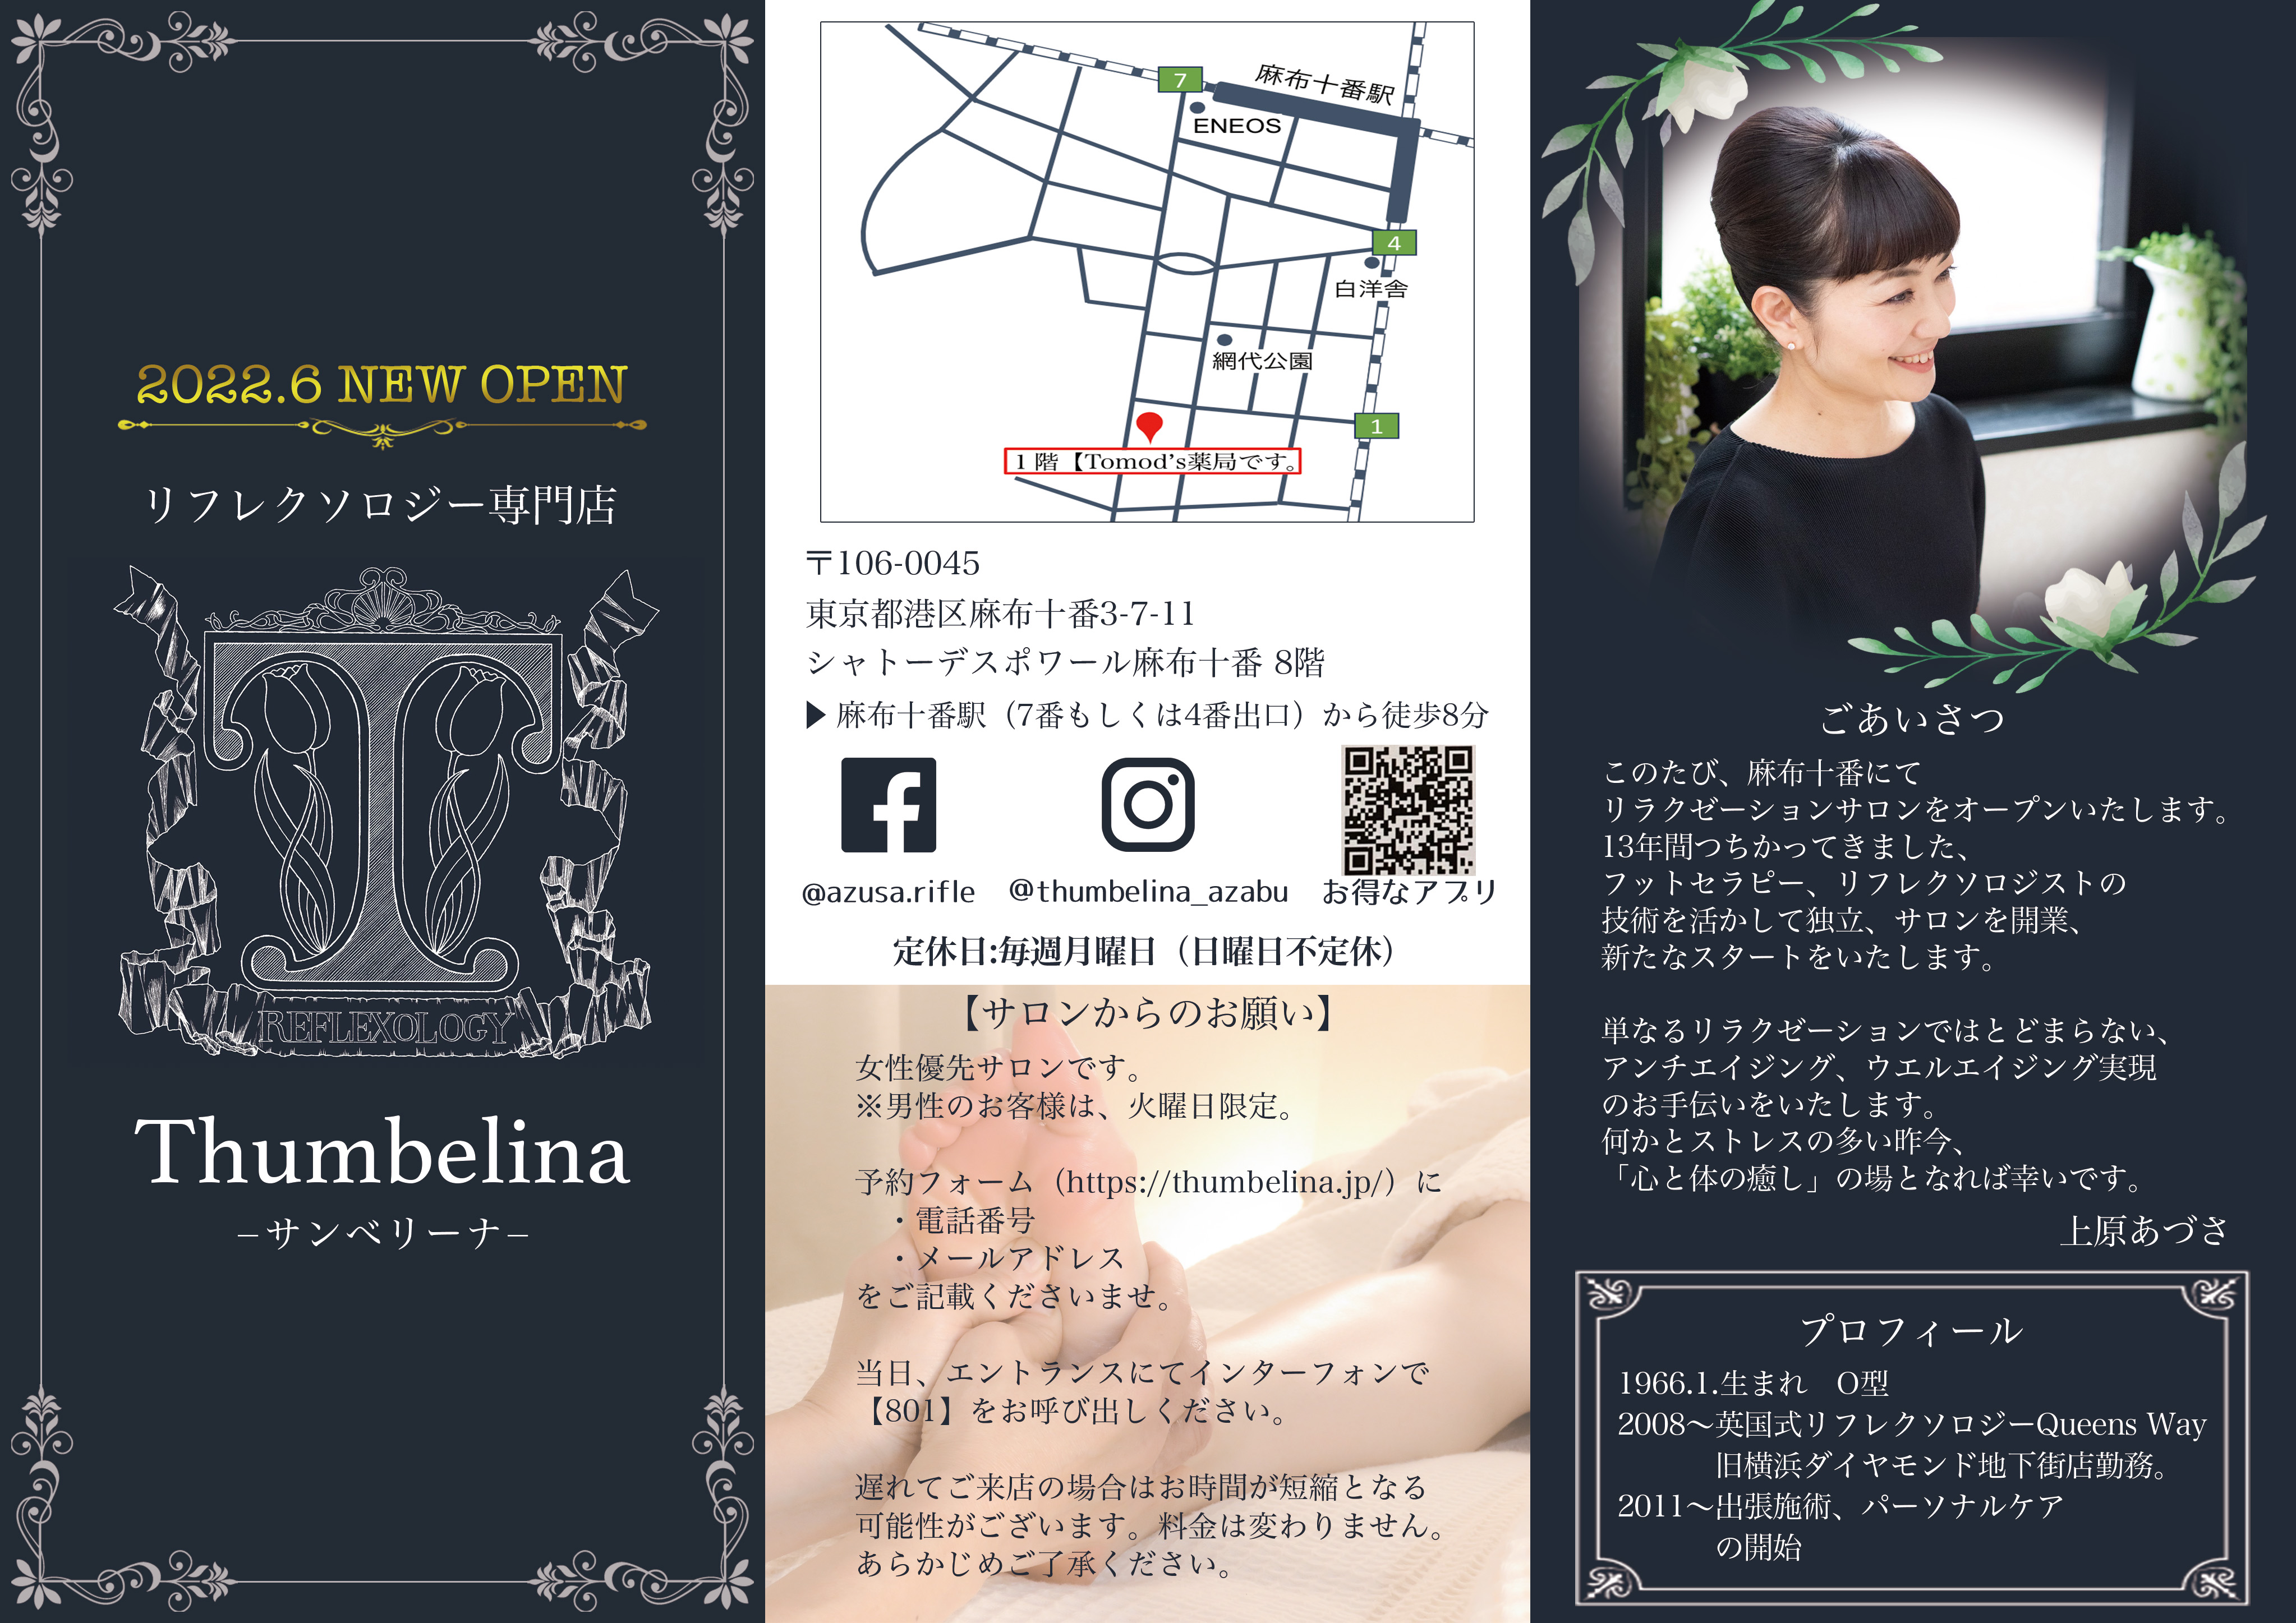 2022.6 NEW OPEN
リフレクソロジー専門店
T
REFLEXOLOGY
Thumbelina
–サンベリーナ–
7
麻布十番駅
ENEOS
4
白洋舎
網代公園
1
1階【Tomod's薬局です。
〒106-0045
東京都港区麻布十番3-7-11
シャトーデスポワール麻布十番 8階
▶麻布十番駅（7番もしくは4番出口）から徒歩8分
@azusa.rifle
@thumbelina_azabu
お得なアプリ
定休日:毎週月曜日（日曜日不定休）
【サロンからのお願い】
女性優先サロンです。
※男性のお客様は、火曜日限定。
予約フォーム（https://thumbelina.jp/）に
・電話番号
・メールアドレス
をご記載くださいませ。
当日、エントランスにてインターフォンで
【801】をお呼び出しください。
遅れてご来店の場合はお時間が短縮となる
可能性がございます。料金は変わりません。
あらかじめご了承ください。
ごあいさつ
このたび、麻布十番にて
リラクゼーションサロンをオープンいたします。
13年間つちかってきました、
フットセラピー、リフレクソロジストの
技術を活かして独立、サロンを開業、
新たなスタートをいたします。
単なるリラクゼーションではとどまらない、
アンチエイジング、ウエルエイジング実現
のお手伝いをいたします。
何かとストレスの多い昨今、
「心と体の癒し」の場となれば幸いです。
上原あづさ
プロフィール
1966.1.生まれ　O型
2008～英国式リフレクソロジーQueens Way
旧横浜ダイヤモンド地下街店勤務。
2011～出張施術、パーソナルケア
の開始